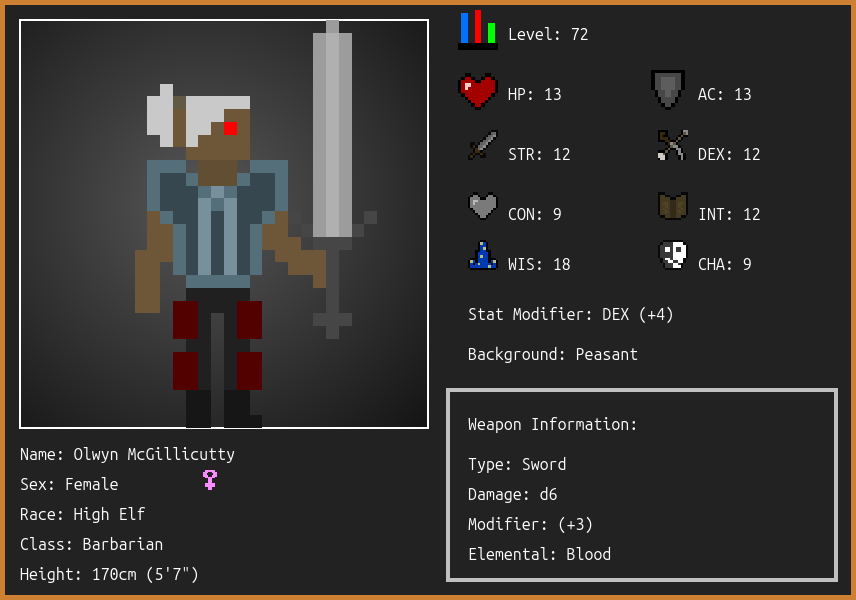 Level: 72
HP: 13
AC: 13
STR: 12
DEX: 12
CON: 9
INT: 12
WIS: 18
CHA: 9
Stat Modifier: DEX (+4)
Background: Peasant
Weapon Information:
Type: Sword
Damage: d6
Modifier: (+3)
Elemental: Blood
Name: Olwyn McGillicutty
Sex: Female
Race: High Elf
Class: Barbarian
Height: 170cm (5'7")